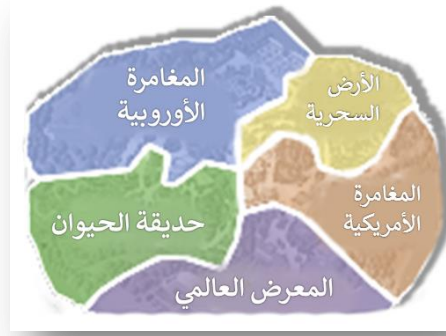 الأرض
السحرية
المغامرة
الأوروبية
المغامرة
الأمريكية
حديقة الحيوان
المعرض العالمي